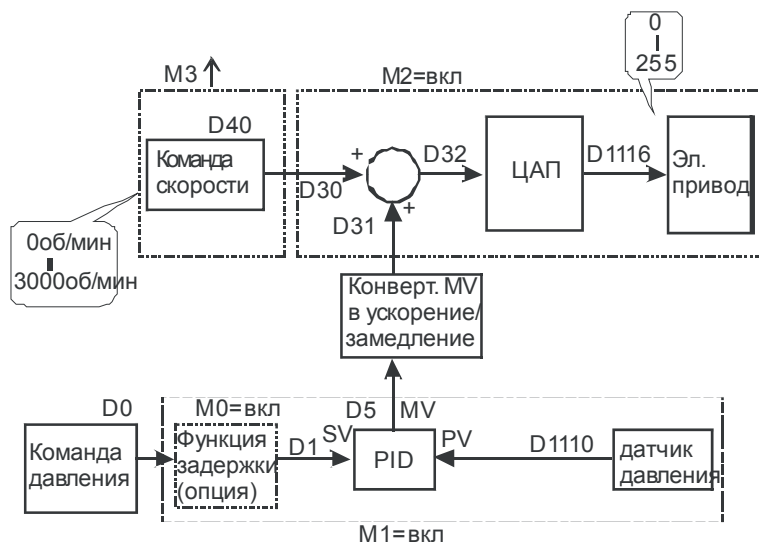 0
255
M3
M2=вкл
D40
Команда
скорости
+
D30
D32
ЦАП
D1116
Эл.
привод
+
D31
0об/мин
3000об/мин
Конверт. MV
в ускорение/
замедление
D0
M0=вкл
D5
MV
Команда
давления
Функция
задержки
(опция)
D1
SV
PID
PV
D1110
датчик
давления
M1=вкл